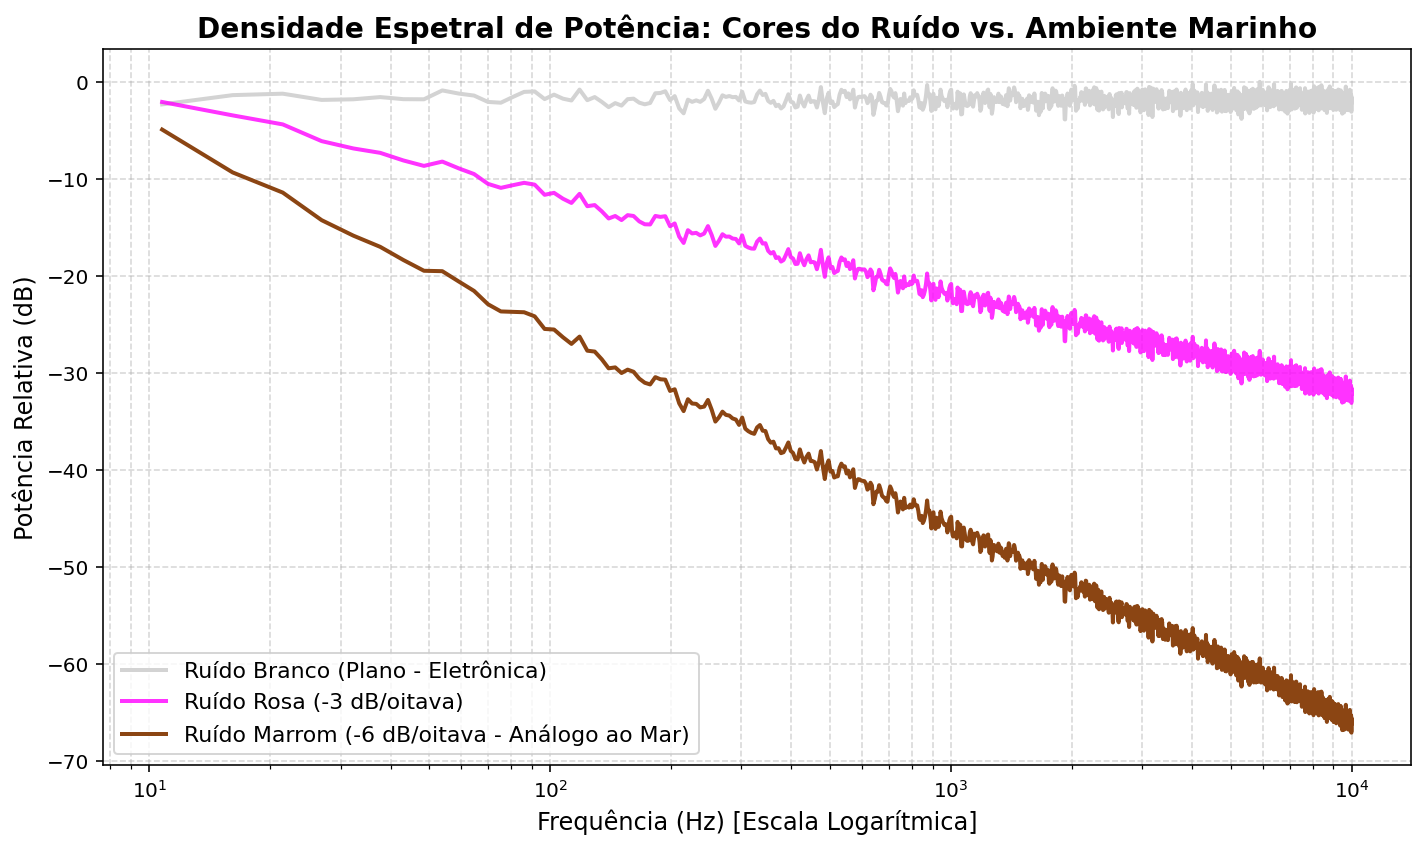 Densidade Espetral de Potência: Cores do Ruído vs. Ambiente Marinho
Potência Relativa (dB)
0
−10
−20
−30
−40
−50
−60
−70
Ruído Branco (Plano - Eletrônica)
Ruído Rosa (-3 dB/oitava)
Ruído Marrom (-6 dB/oitava - Análogo ao Mar)
10¹
10²
10³
10⁴
Frequência (Hz) [Escala Logarítmica]